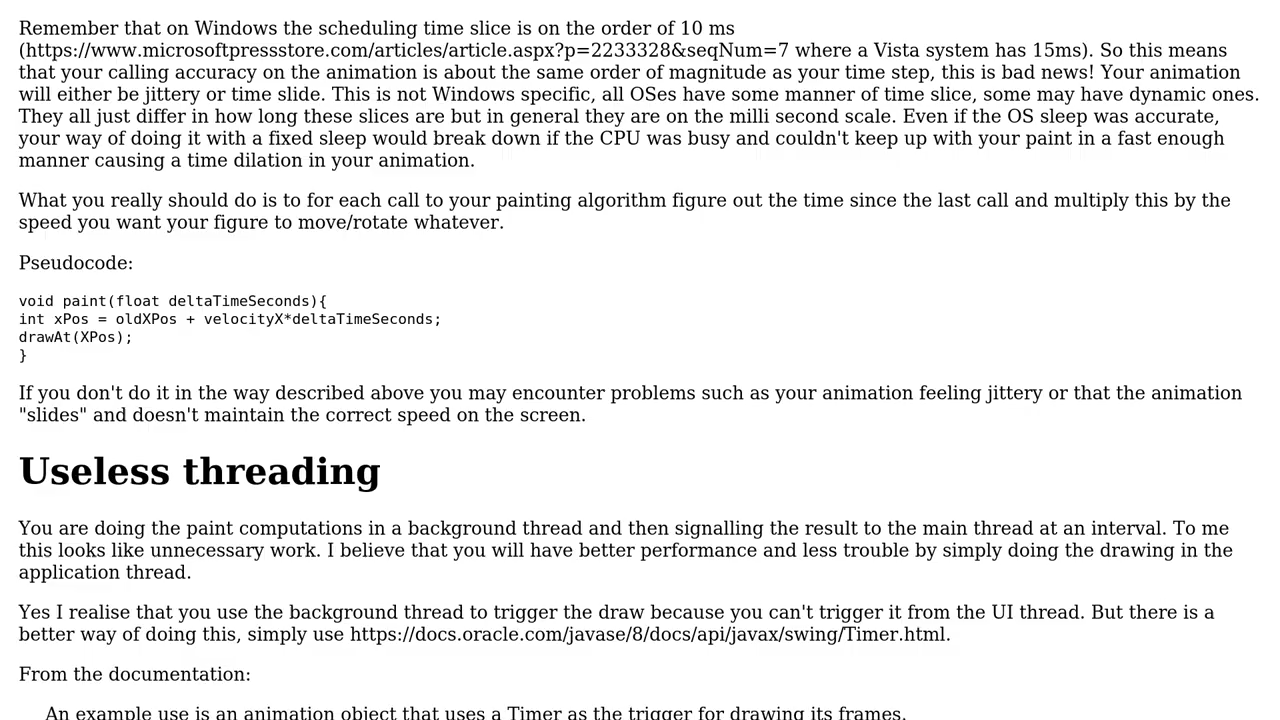 Remember that on Windows the scheduling time slice is on the order of 10 ms
(https://www.microsoftpressstore.com/articles/article.aspx?p=2233328&seqNum=7 where a Vista system has 15ms). So this means
that your calling accuracy on the animation is about the same order of magnitude as your time step, this is bad news! Your animation
will either be jittery or time slide. This is not Windows specific, all OSes have some manner of time slice, some may have dynamic ones.
They all just differ in how long these slices are but in general they are on the milli second scale. Even if the OS sleep was accurate,
your way of doing it with a fixed sleep would break down if the CPU was busy and couldn't keep up with your paint in a fast enough
manner causing a time dilation in your animation.
What you really should do is to for each call to your painting algorithm figure out the time since the last call and multiply this by the
speed you want your figure to move/rotate whatever.
Pseudocode:
void paint(float deltaTimeSeconds){
int xPos = oldXPos + velocityX*deltaTimeSeconds;
drawAt(XPos);
}
If you don't do it in the way described above you may encounter problems such as your animation feeling jittery or that the animation
"slides" and doesn't maintain the correct speed on the screen.
Useless threading
You are doing the paint computations in a background thread and then signalling the result to the main thread at an interval. To me
this looks like unnecessary work. I believe that you will have better performance and less trouble by simply doing the drawing in the
application thread.
Yes I realise that you use the background thread to trigger the draw because you can't trigger it from the UI thread. But there is a
better way of doing this, simply use https://docs.oracle.com/javase/8/docs/api/javax/swing/Timer.html.
From the documentation:
An example use is an animation object that uses a Timer as the trigger for drawing its frames.